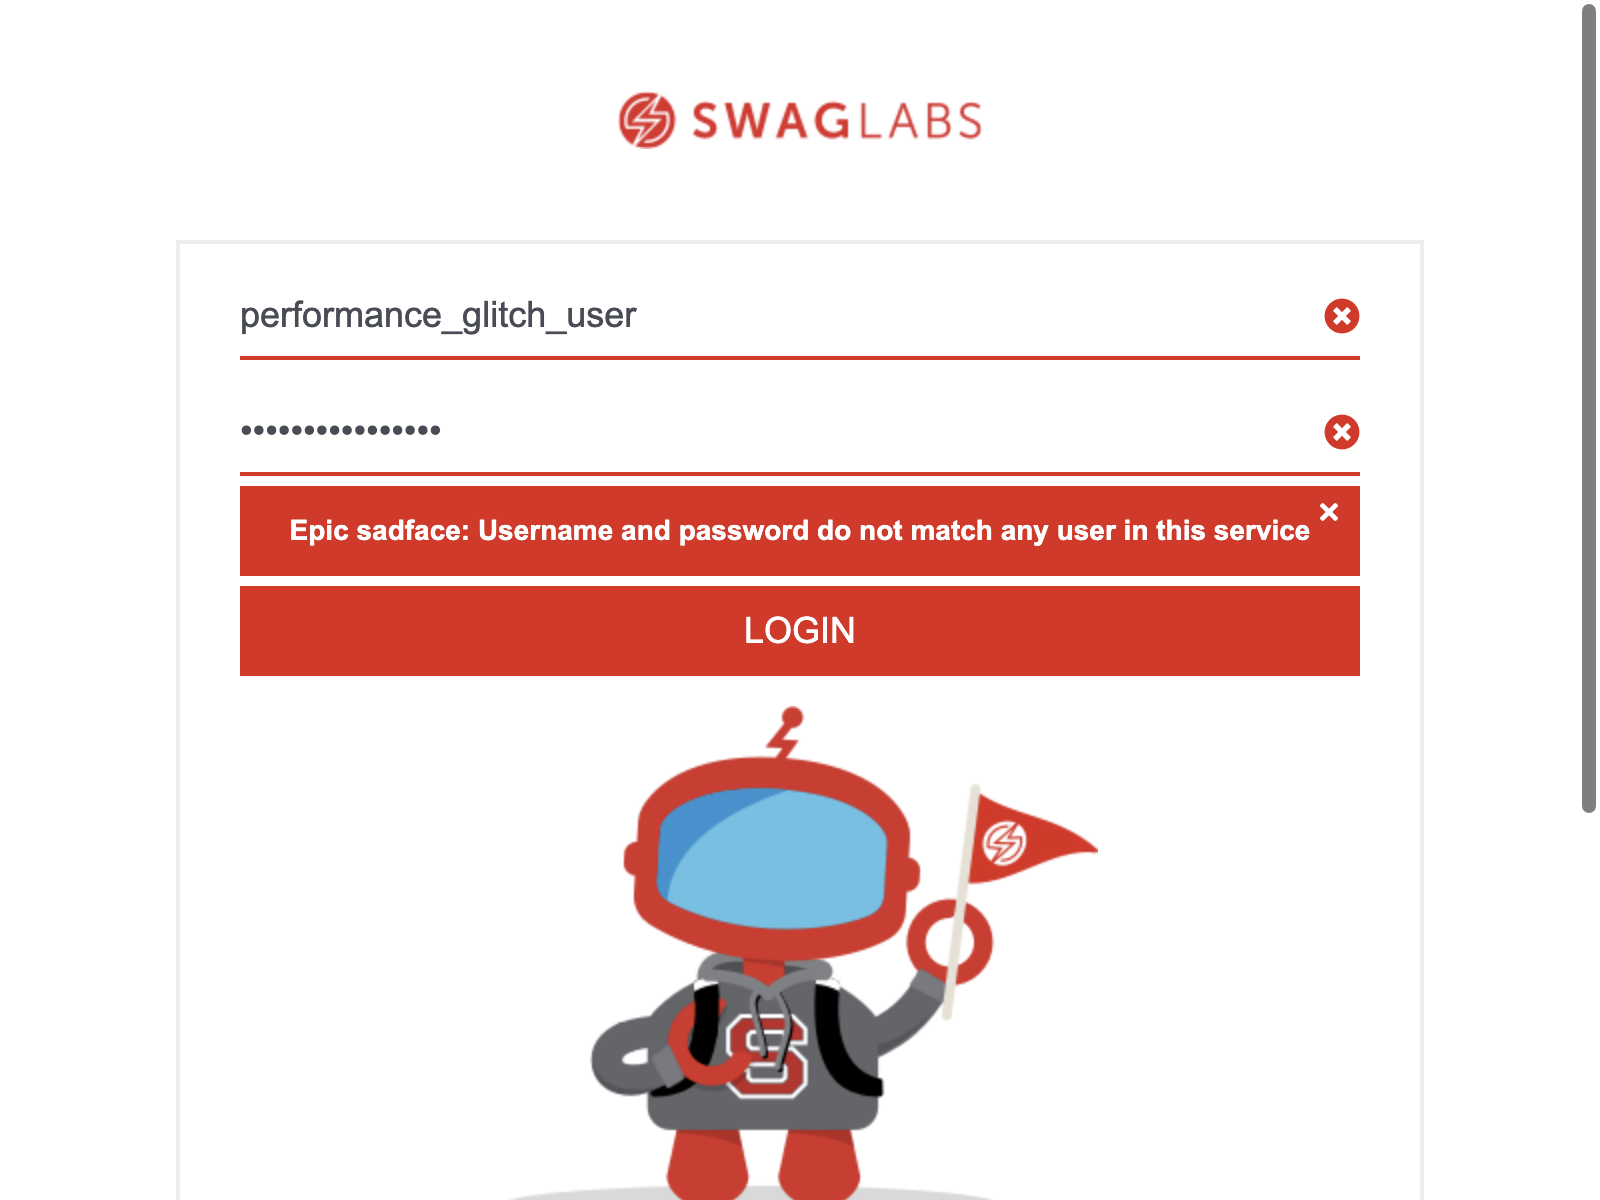 SWAGLABS
performance_glitch_user
••••••••••••••••
Epic sadface: Username and password do not match any user in this service
LOGIN
S